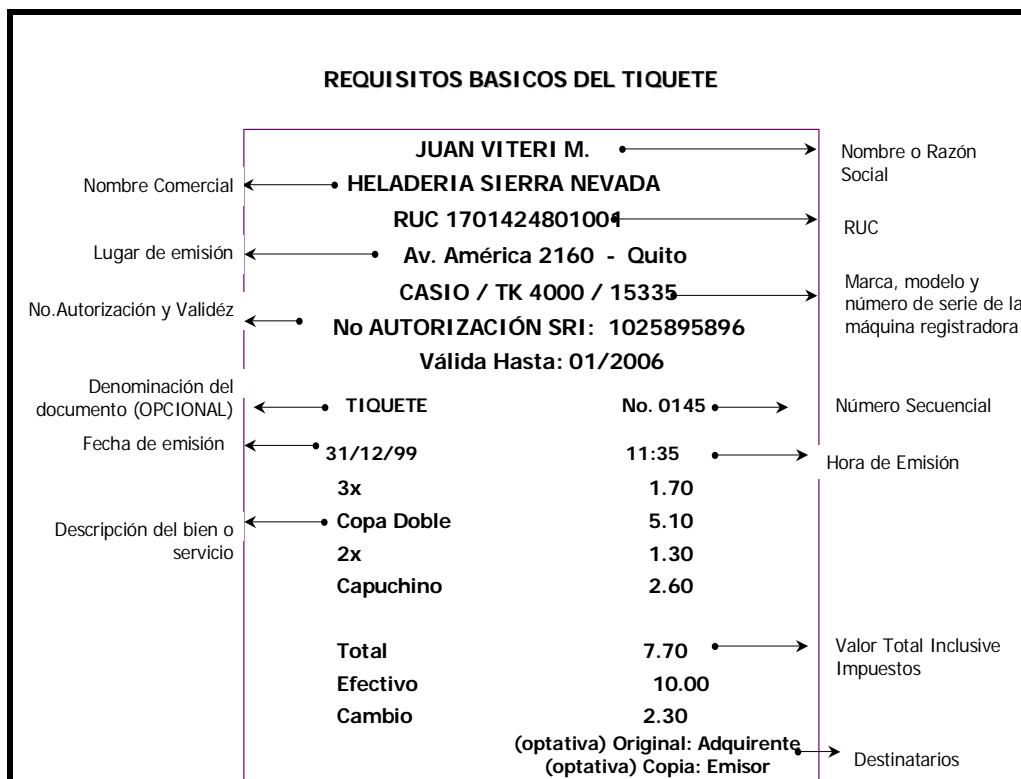 REQUISITOS BASICOS DEL TIQUETE
JUAN VITERI M.
Nombre o Razón
Social
Nombre Comercial
HELADERIA SIERRA NEVADA
RUC 1701424801001
RUC
Lugar de emisión
Av. América 2160 - Quito
CASIO / TK 4000 / 15335
Marca, modelo y
número de serie de la
máquina registradora
No.Autorización y Validéz
No AUTORIZACIÓN SRI: 1025895896
Válida Hasta: 01/2006
Denominación del
documento (OPCIONAL)
TIQUETE No. 0145
Número Secuencial
Fecha de emisión
31/12/99 11:35
Hora de Emisión
3x 1.70
Descripción del bien o
servicio
Copa Doble 5.10
2x 1.30
Capuchino 2.60
Total 7.70
Valor Total Inclusive
Impuestos
Efectivo 10.00
Cambio 2.30
(optativa) Original: Adquirente
(optativa) Copia: Emisor
Destinatarios